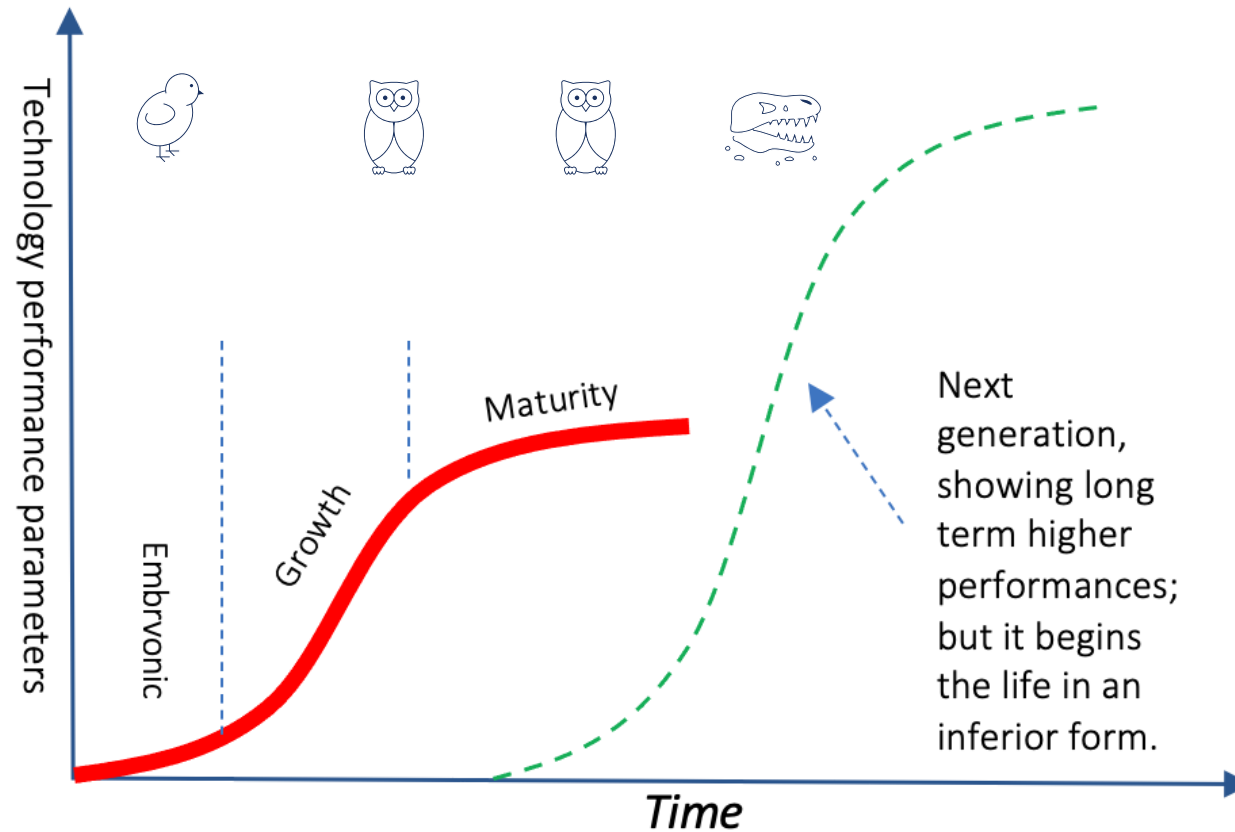 Technology performance parameters
Embrvonic
Growth
Maturity
Next
generation,
showing long
term higher
performances;
but it begins
the life in an
inferior form.
Time